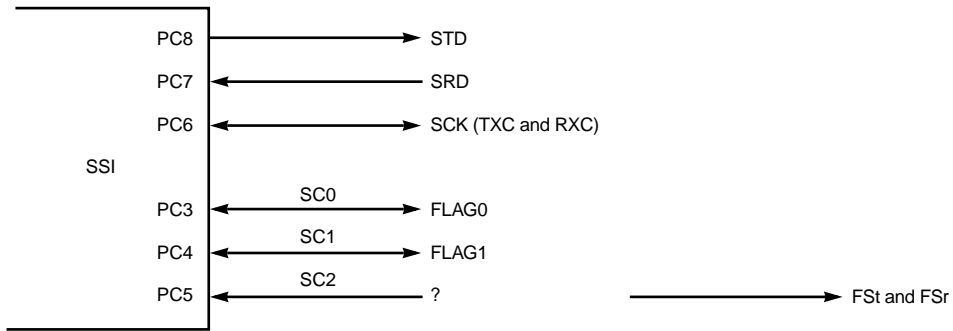 PC8 STD
PC7 SRD
PC6 SCK (TXC and RXC)
SSI
PC3 SC0 FLAG0
PC4 SC1 FLAG1
PC5 SC2 ? FSt and FSr